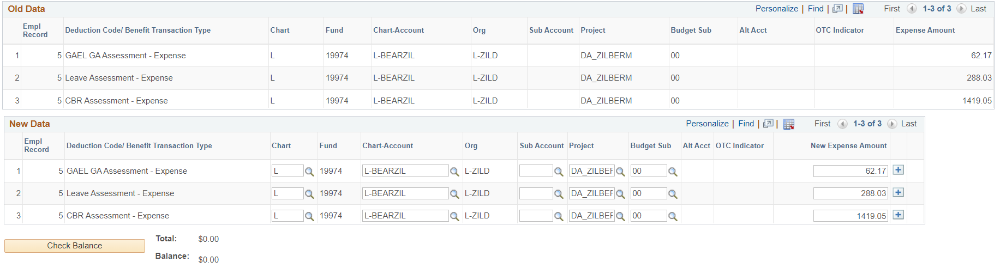 Old Data Personalize | Find | | First 1-3 of 3 Last
Empl Record Deduction Code/ Benefit Transaction Type Chart Fund Chart-Account Org Sub Account Project Budget Sub Alt Acct OTC Indicator Expense Amount
1 5 GAEL GA Assessment - Expense L 19974 L-BEARZIL L-ZILD DA_ZILBERM 00 62.17
2 5 Leave Assessment - Expense L 19974 L-BEARZIL L-ZILD DA_ZILBERM 00 288.03
3 5 CBR Assessment - Expense L 19974 L-BEARZIL L-ZILD DA_ZILBERM 00 1419.05
New Data Personalize | Find | | First 1-3 of 3 Last
Empl Record Deduction Code/ Benefit Transaction Type Chart Fund Chart-Account Org Sub Account Project Budget Sub Alt Acct OTC Indicator New Expense Amount
1 5 GAEL GA Assessment - Expense L 19974 L-BEARZIL L-ZILD DA_ZILBEF 00 62.17
2 5 Leave Assessment - Expense L 19974 L-BEARZIL L-ZILD DA_ZILBEF 00 288.03
3 5 CBR Assessment - Expense L 19974 L-BEARZIL L-ZILD DA_ZILBEF 00 1419.05
Check Balance Total: $0.00
Balance: $0.00